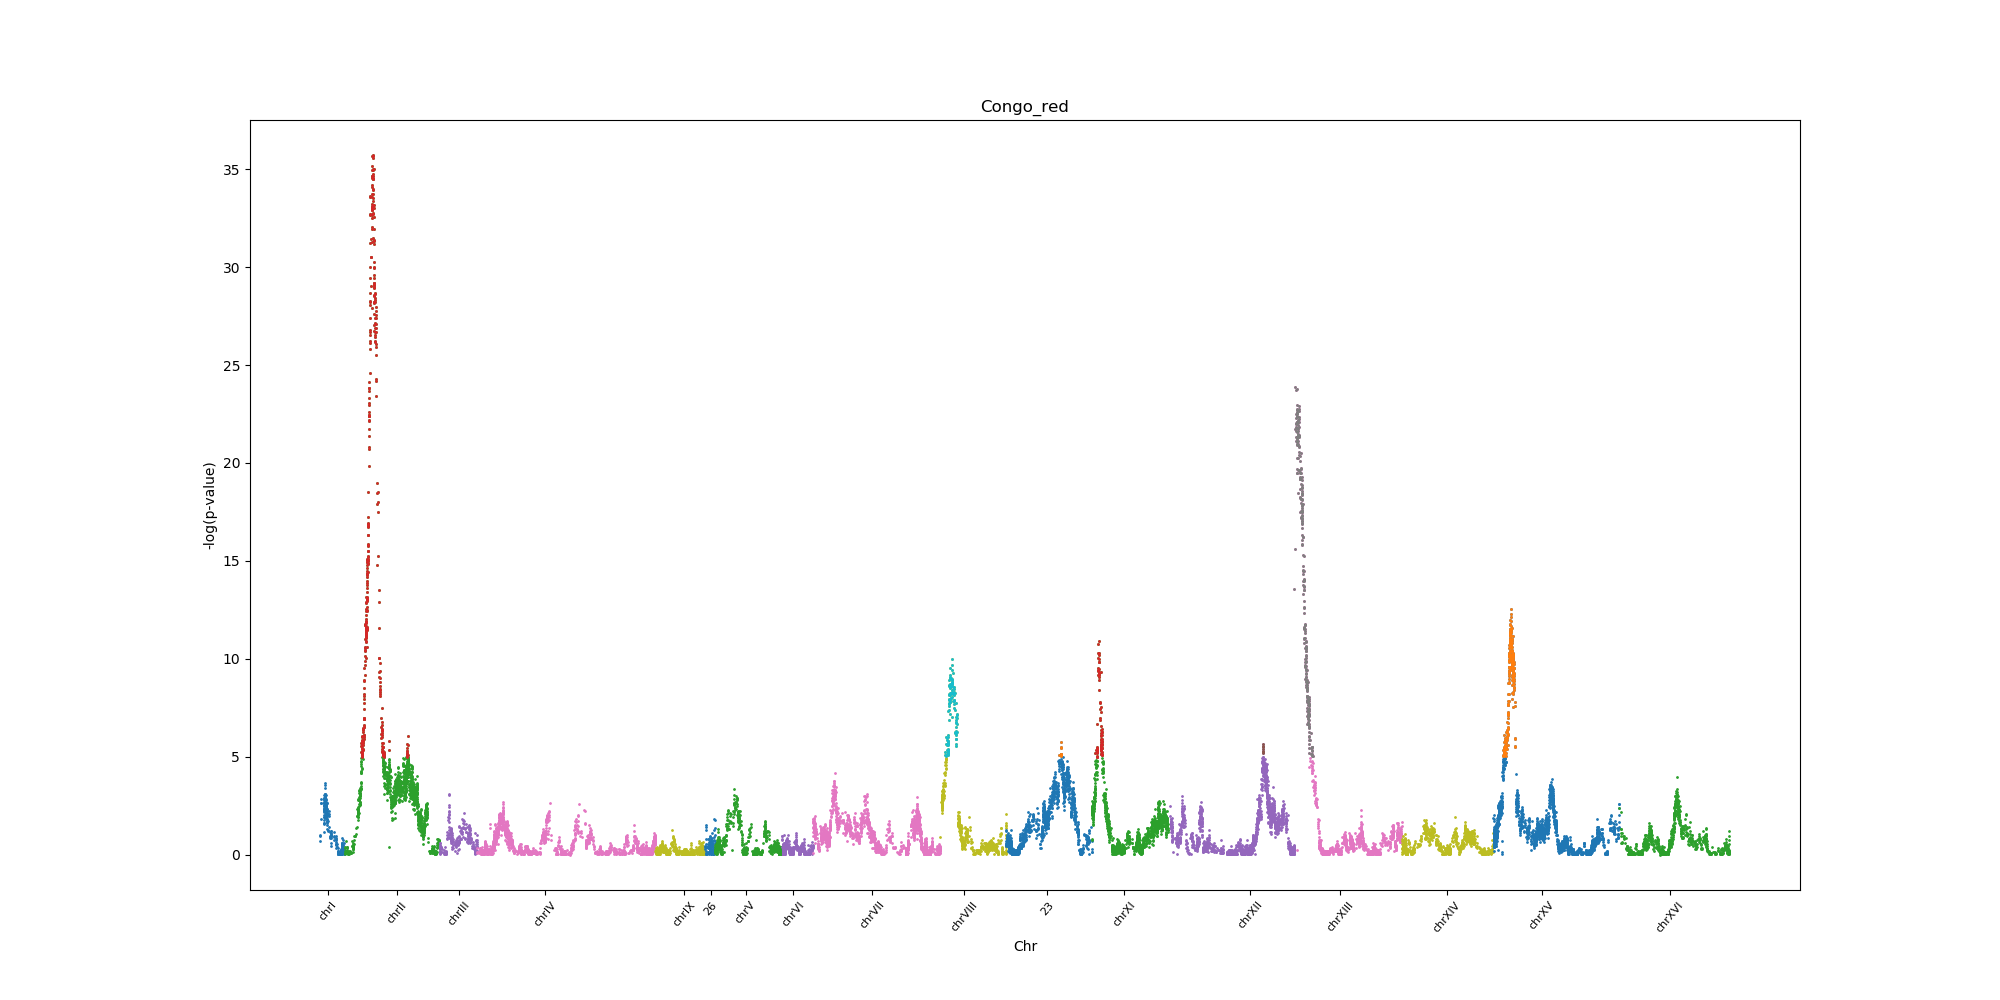 Congo_red
-log(p-value)
35
30
25
20
15
10
5
0
chrI
chrII
chrIII
chrIV
chrIX
26
chrV
chrVI
chrVII
chrVIII
23
chrXI
chrXII
chrXIII
chrXIV
chrXV
chrXVI
Chr